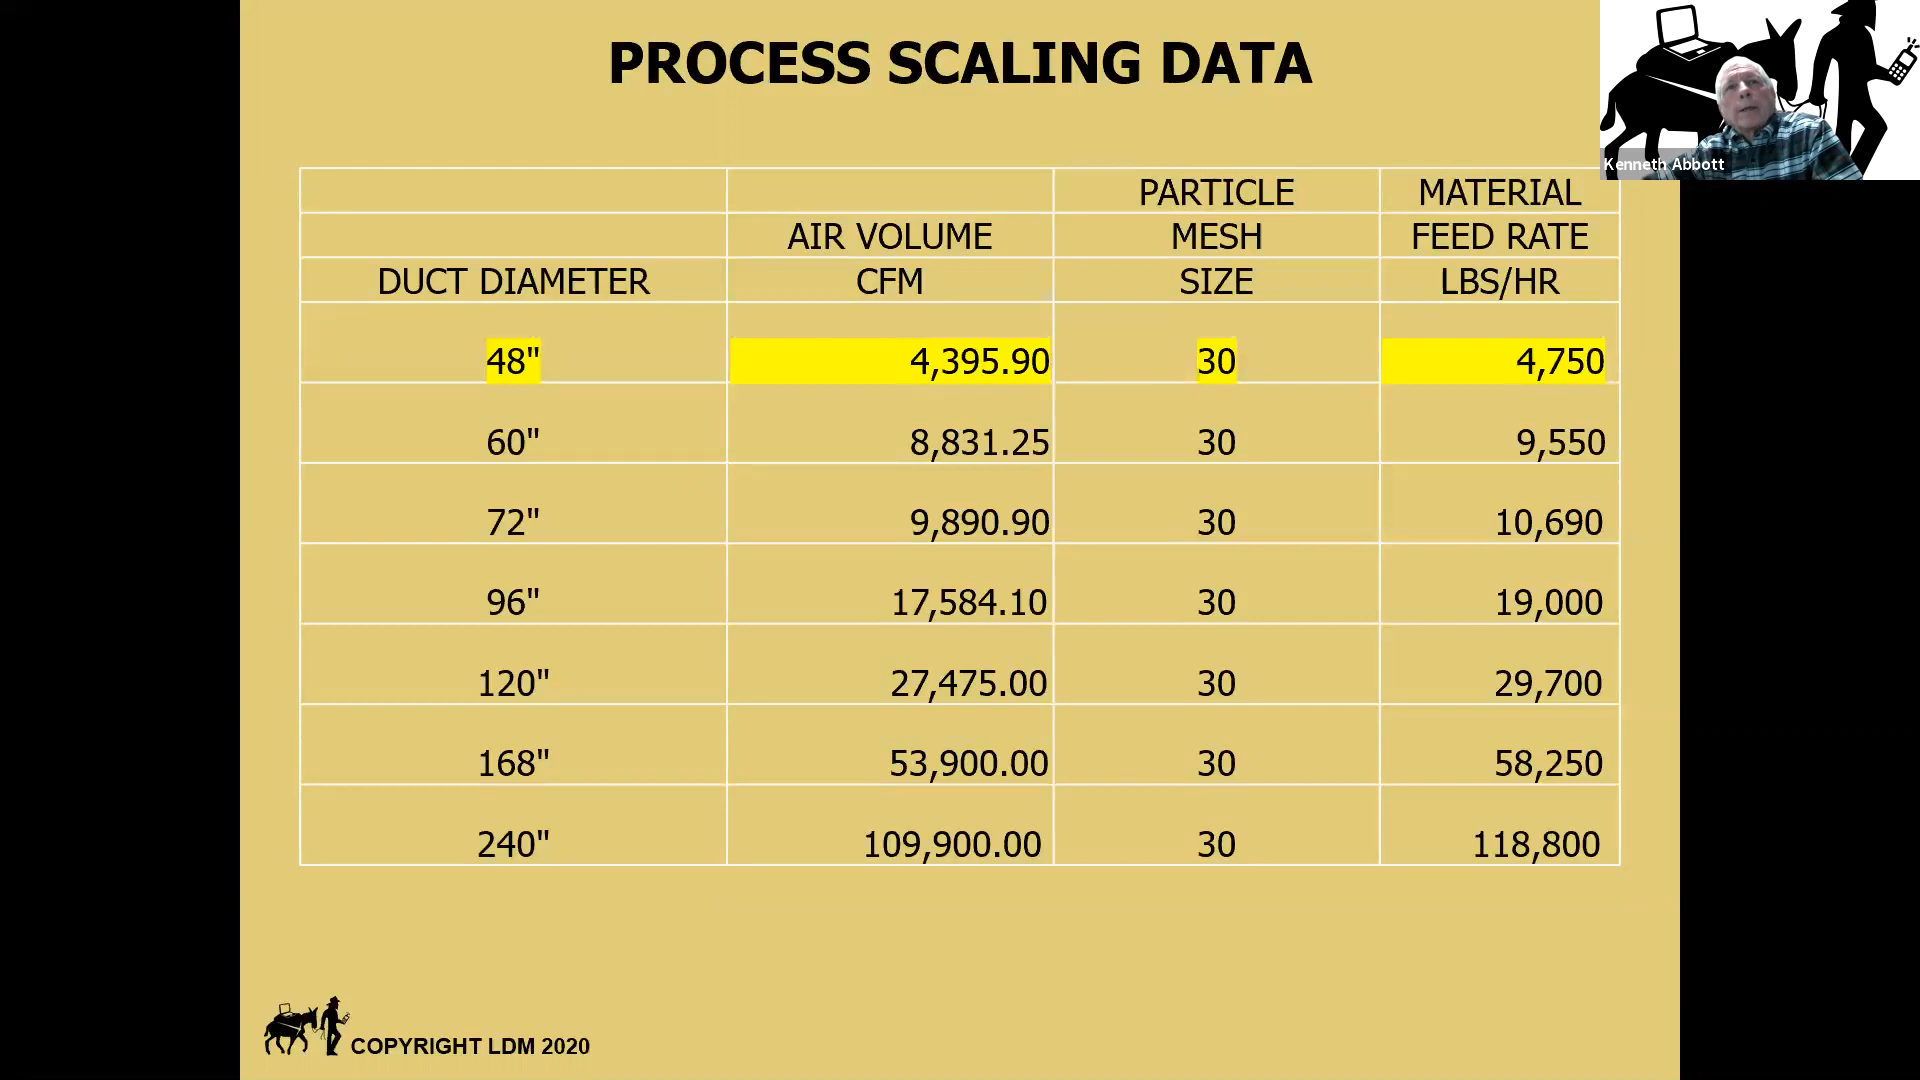 PROCESS SCALING DATA
Kenneth Abbott
PARTICLE MATERIAL
AIR VOLUME MESH FEED RATE
DUCT DIAMETER CFM SIZE LBS/HR
48" 4,395.90 30 4,750
60" 8,831.25 30 9,550
72" 9,890.90 30 10,690
96" 17,584.10 30 19,000
120" 27,475.00 30 29,700
168" 53,900.00 30 58,250
240" 109,900.00 30 118,800
COPYRIGHT LDM 2020